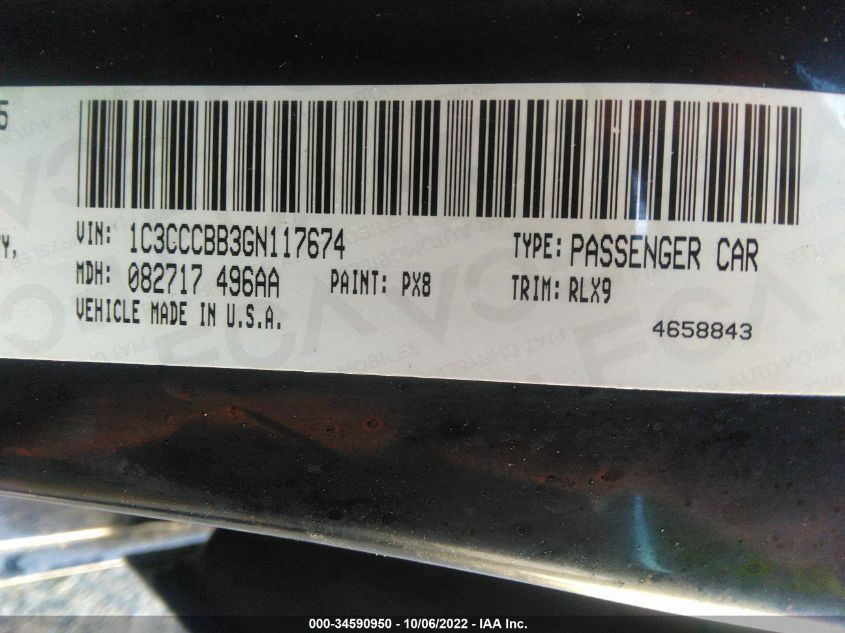 5
Y,
VIN: 1C3CCCBB3GN117674 TYPE: PASSENGER CAR
MDH: 082717 496AA PAINT: PX8 TRIM: RLX9
VEHICLE MADE IN U.S.A.
4658843
000-34590950 - 10/06/2022 - IAA Inc.